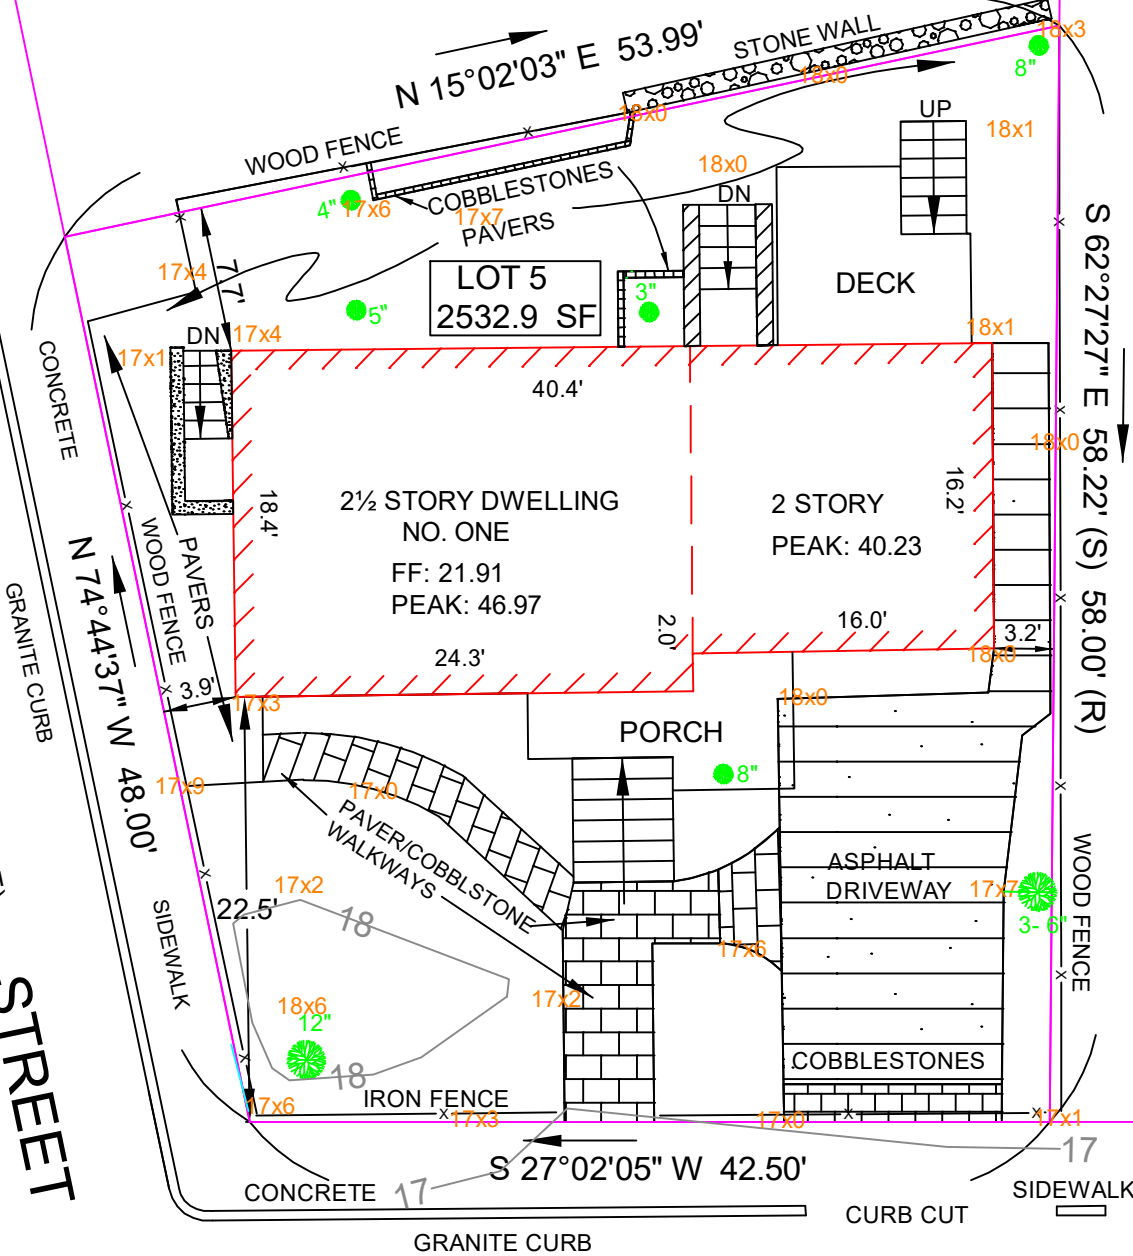 N 15°02'03" E 53.99'
STONE WALL
18x3
8"
18x0
18x0
UP
18x1
WOOD FENCE
18x0
COBBLESTONES
DN
4"
17x6
17x7
PAVERS
S 62°27'27" E 58.22' (S) 58.00' (R)
17x4
7.7'
LOT 5
2532.9 SF
DECK
3"
5"
DN
17x4
18x1
17x1
CONCRETE
40.4'
18x0
18.4'
2½ STORY DWELLING
NO. ONE
FF: 21.91
PEAK: 46.97
2 STORY
PEAK: 40.23
16.2'
N 74°44'37" W 48.00'
WOOD FENCE
PAVERS
GRANITE CURB
2.0'
16.0'
3.2'
24.3'
18x0
3.9'
17x3
18x0
PORCH
8"
17x9
17x0
PAVER/COBBLSTONE
WALKWAYS
ASPHALT
DRIVEWAY
17x7
3- 6"
WOOD FENCE
17x2
22.5'
18
SIDEWALK
17x6
STREET
18x6
12"
17x2
18
COBBLESTONES
IRON FENCE
17x6
17x3
17x0
17x1
S 27°02'05" W 42.50'
17
17
CONCRETE
SIDEWALK
CURB CUT
GRANITE CURB